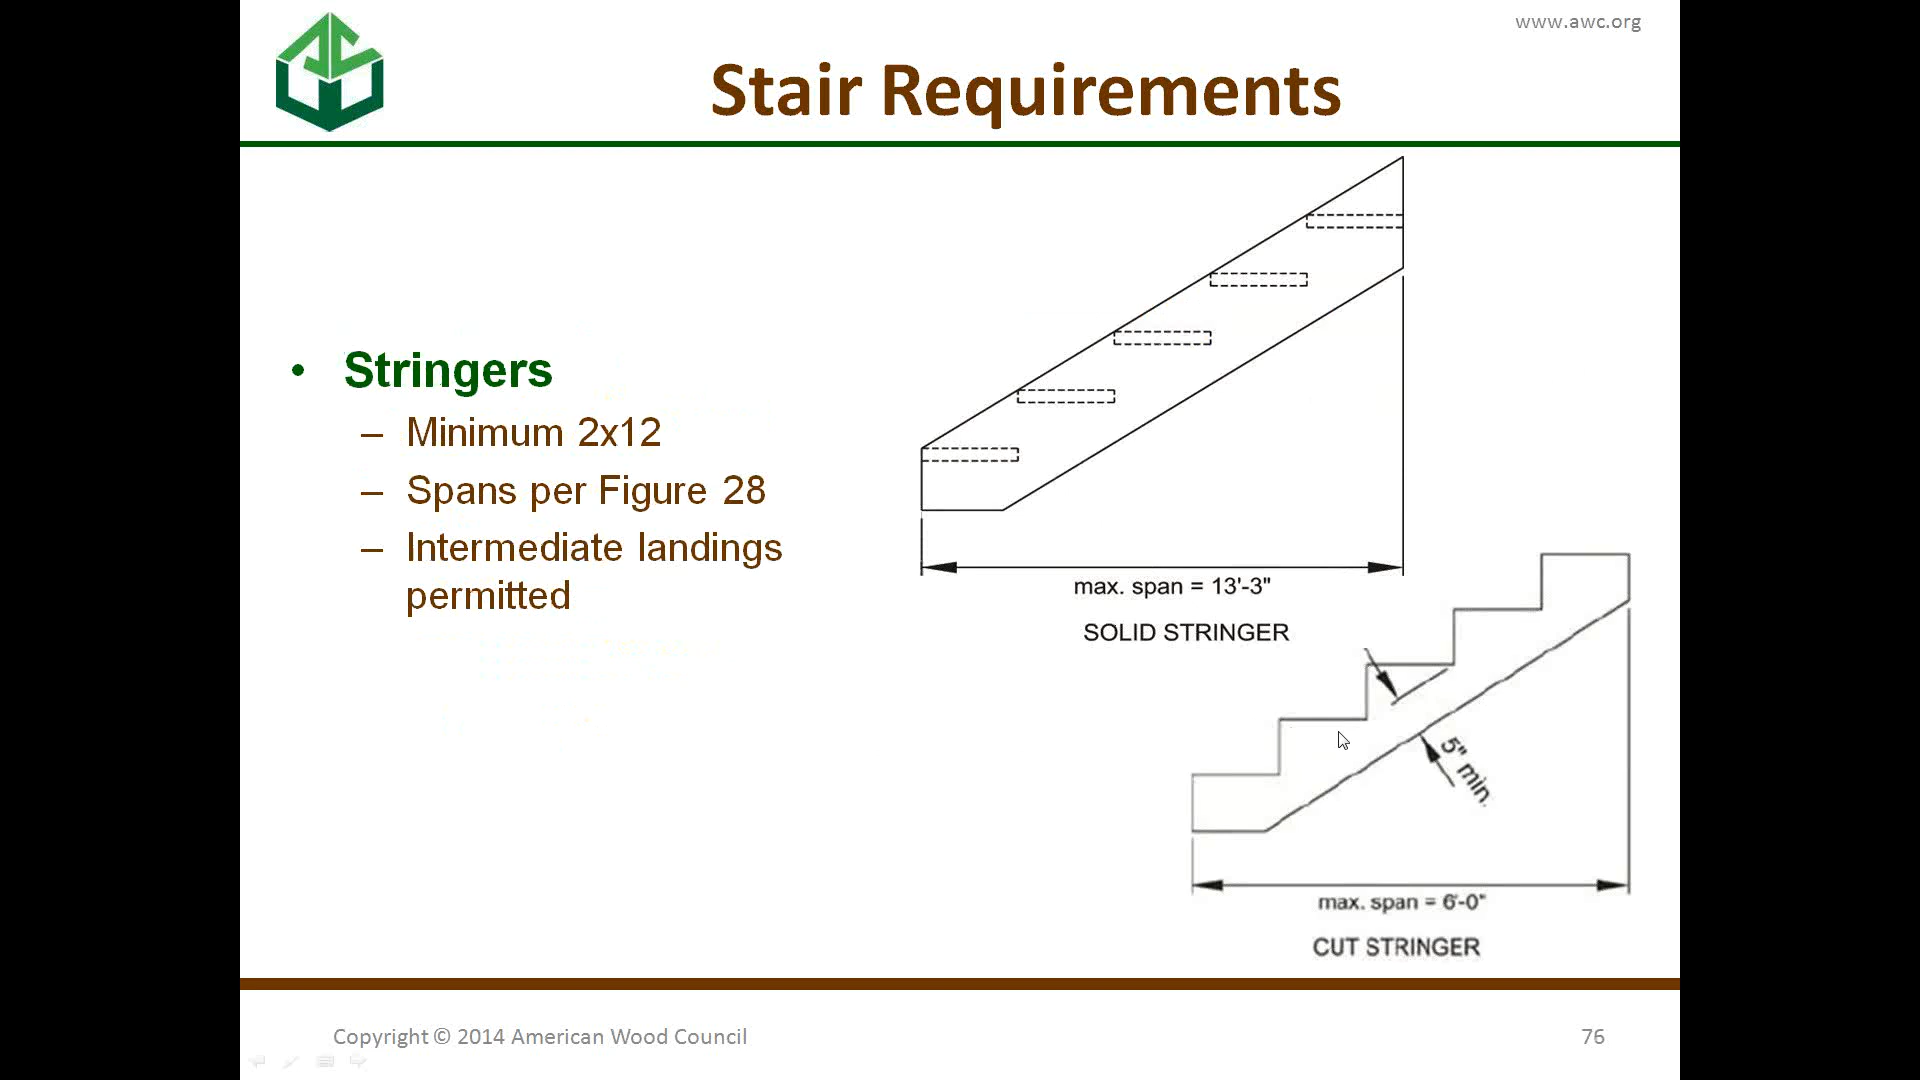 www.awc.org
Stair Requirements
• Stringers
– Minimum 2x12
– Spans per Figure 28
– Intermediate landings
permitted
max. span = 13'-3"
SOLID STRINGER
5" min.
max. span = 6'-0"
CUT STRINGER
Copyright © 2014 American Wood Council
76